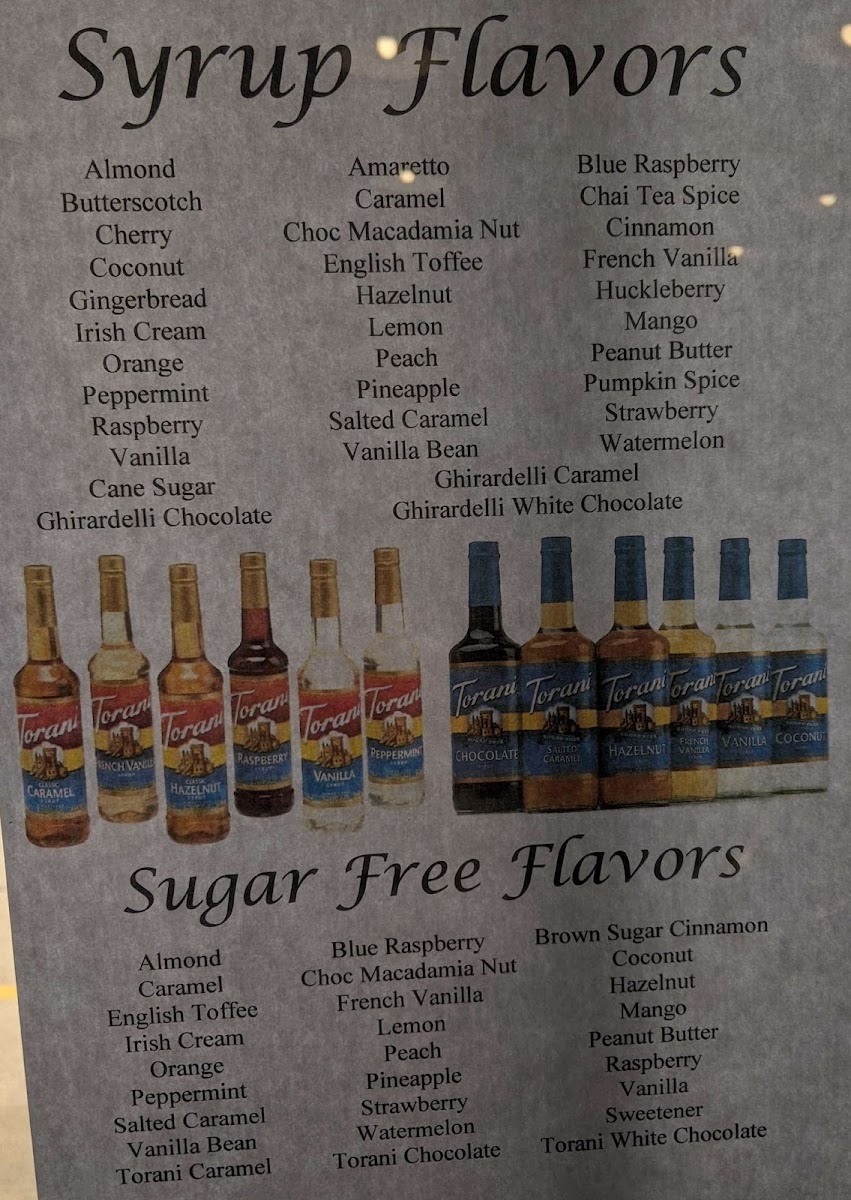 Syrup Flavors
Almond Amaretto Blue Raspberry
Butterscotch Caramel Chai Tea Spice
Cherry Choc Macadamia Nut Cinnamon
Coconut English Toffee French Vanilla
Gingerbread Hazelnut Huckleberry
Irish Cream Lemon Mango
Orange Peach Peanut Butter
Peppermint Pineapple Pumpkin Spice
Raspberry Salted Caramel Strawberry
Vanilla Vanilla Bean Watermelon
Cane Sugar Ghirardelli Caramel
Ghirardelli Chocolate Ghirardelli White Chocolate
Torani
CLASSIC
CARAMEL
Torani
FRENCH VANILLA
Torani
CLASSIC
HAZELNUT
Torani
RASPBERRY
Torani
VANILLA
Torani
PEPPERMINT
Torani
CHOCOLATE
Torani
SALTED
CARAMEL
Torani
HAZELNUT
Torani
FRENCH
VANILLA
Torani
VANILLA
Torani
COCONUT
Sugar Free Flavors
Almond Blue Raspberry Brown Sugar Cinnamon
Caramel Choc Macadamia Nut Coconut
English Toffee French Vanilla Hazelnut
Irish Cream Lemon Mango
Orange Peach Peanut Butter
Peppermint Pineapple Raspberry
Salted Caramel Strawberry Vanilla
Vanilla Bean Watermelon Sweetener
Torani Caramel Torani Chocolate Torani White Chocolate